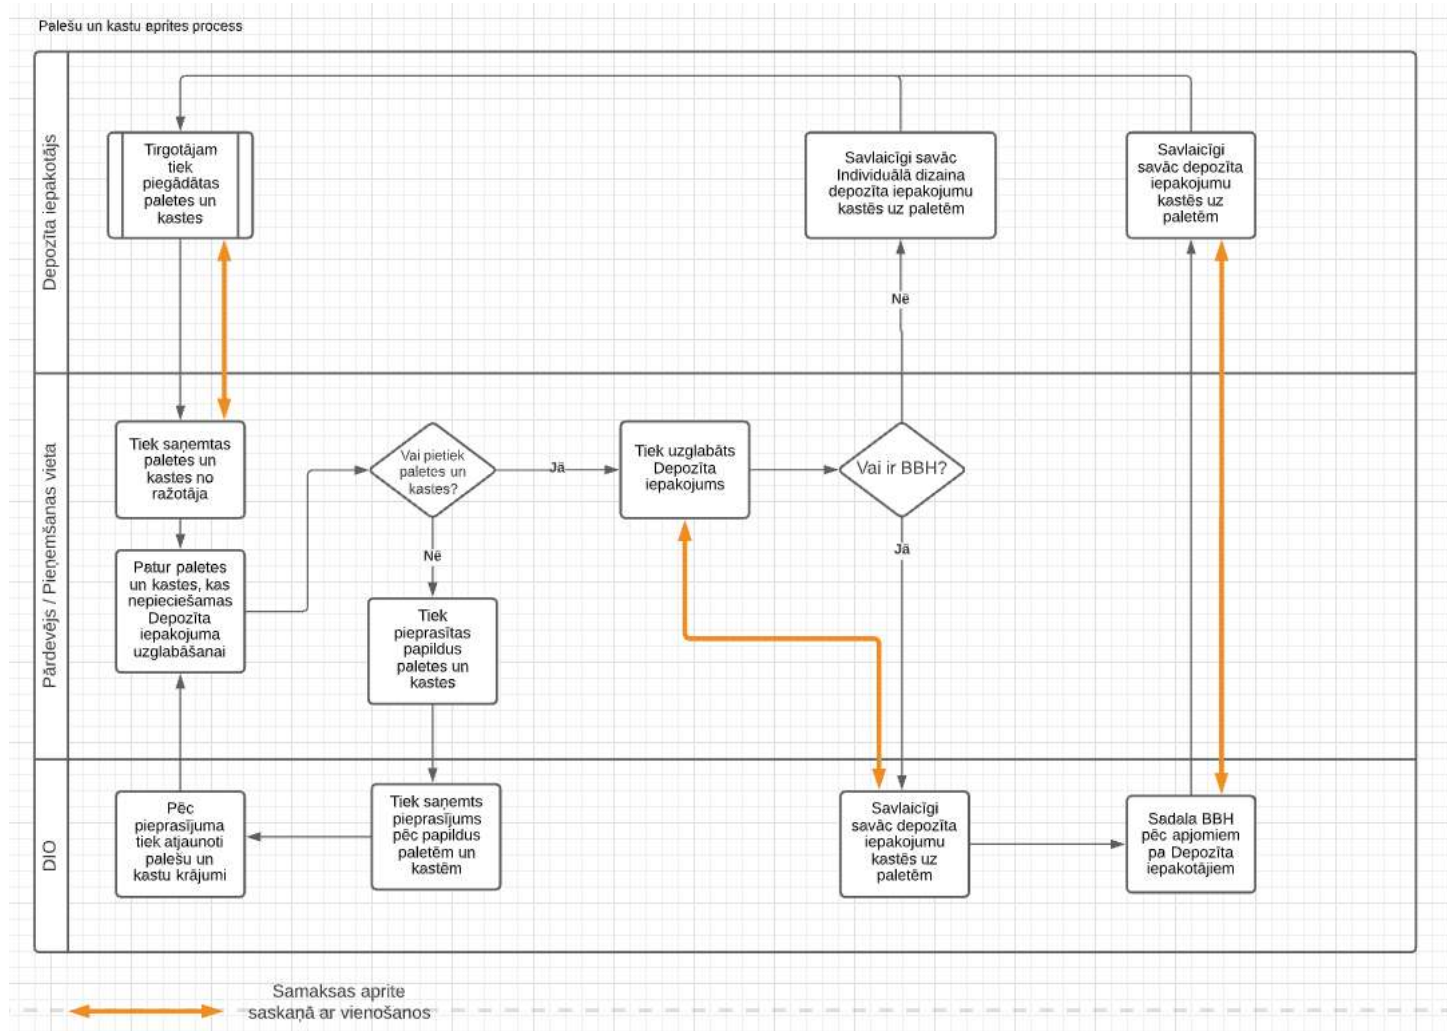 Palešu un kastu aprites process
Depozīta iepakotājs
Tirgotājam
tiek
piegādātas
paletes un
kastes
Savlaicīgi savāc
Individuālā dizaina
depozīta iepakojumu
kastēs uz paletēm
Savlaicīgi
savāc depozīta
iepakojumu
kastēs uz
paletēm
Nē
Pārdevējs / Pieņemšanas vieta
Tiek saņemtas
paletes un
kastes no
ražotāja
Vai pietiek
paletes un
kastes?
Jā
Tiek uzglabāts
Depozīta
iepakojums
Vai ir BBH?
Nē
Jā
Patur paletes
un kastes, kas
nepieciešamas
Depozīta
iepakojuma
uzglabāšanai
Tiek
pieprasītas
papildus
paletes un
kastes
DIO
Pēc
pieprasījuma
tiek atjaunoti
palešu un
kastu krājumi
Tiek saņemts
pieprasījums
pēc papildus
paletēm un
kastēm
Savlaicīgi
savāc depozīta
iepakojumu
kastēs uz
paletēm
Sadala BBH
pēc apjomiem
pa Depozīta
iepakotājiem
Samaksas aprite
saskaņā ar vienošanos